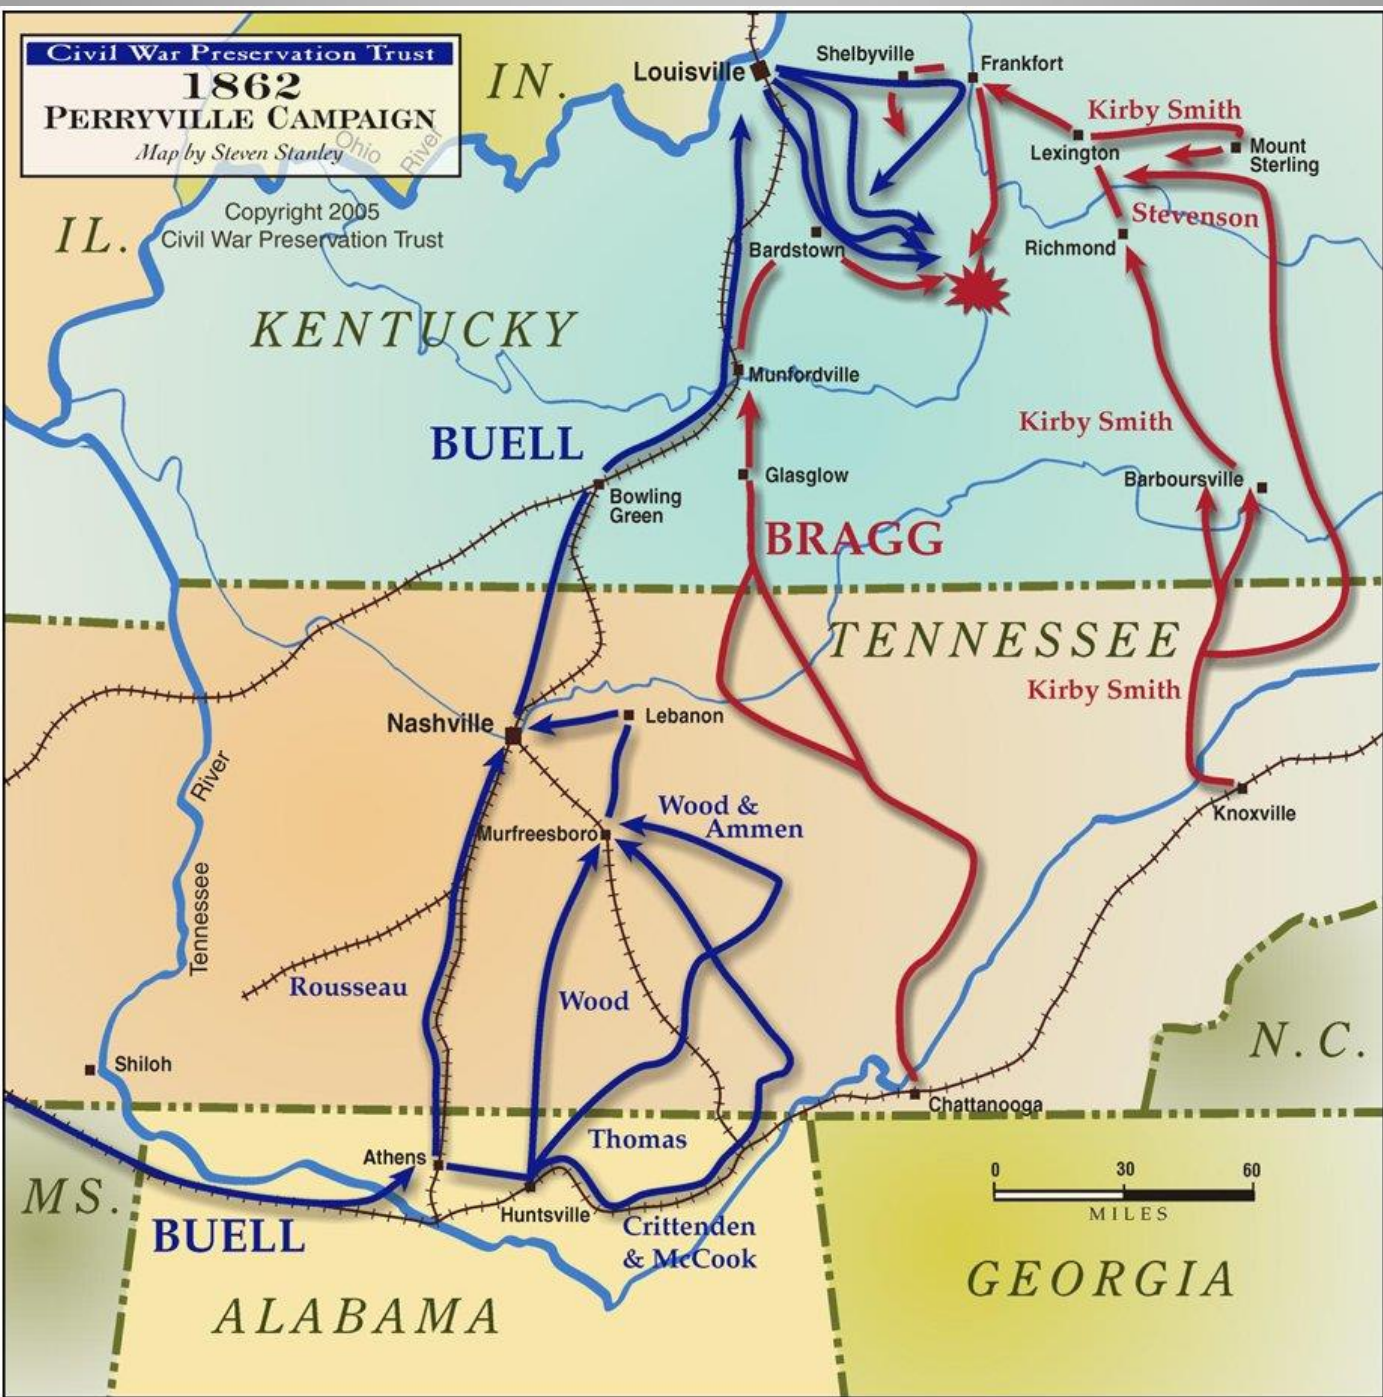 Civil War Preservation Trust
1862
PERRYVILLE CAMPAIGN
Map by Steven Stanley
Ohio River
Copyright 2005
Civil War Preservation Trust
IN.
IL.
Louisville
Shelbyville
Frankfort
Kirby Smith
Lexington
Mount
Sterling
Stevenson
Richmond
Bardstown
KENTUCKY
Munfordville
BUELL
Kirby Smith
Glasglow
Barboursville
Bowling
Green
BRAGG
TENNESSEE
Kirby Smith
Nashville
Lebanon
River
Tennessee
Wood &
Ammen
Knoxville
Murfreesboro
Rousseau
Wood
N.C.
Shiloh
Chattanooga
Thomas
Athens
MS.
Huntsville
0 30 60
MILES
BUELL
Crittenden
& McCook
GEORGIA
ALABAMA